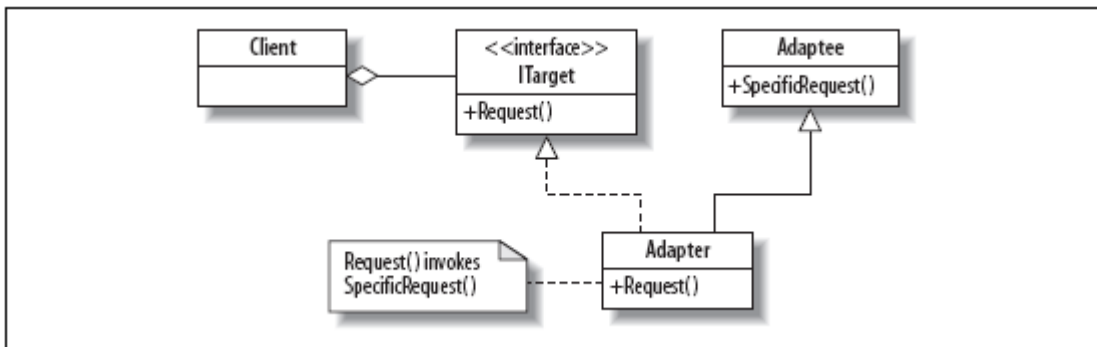 Client
<<interface>>
ITarget
+Request()
Adaptee
+SpecificRequest()
Request() invokes
SpecificRequest()
Adapter
+Request()